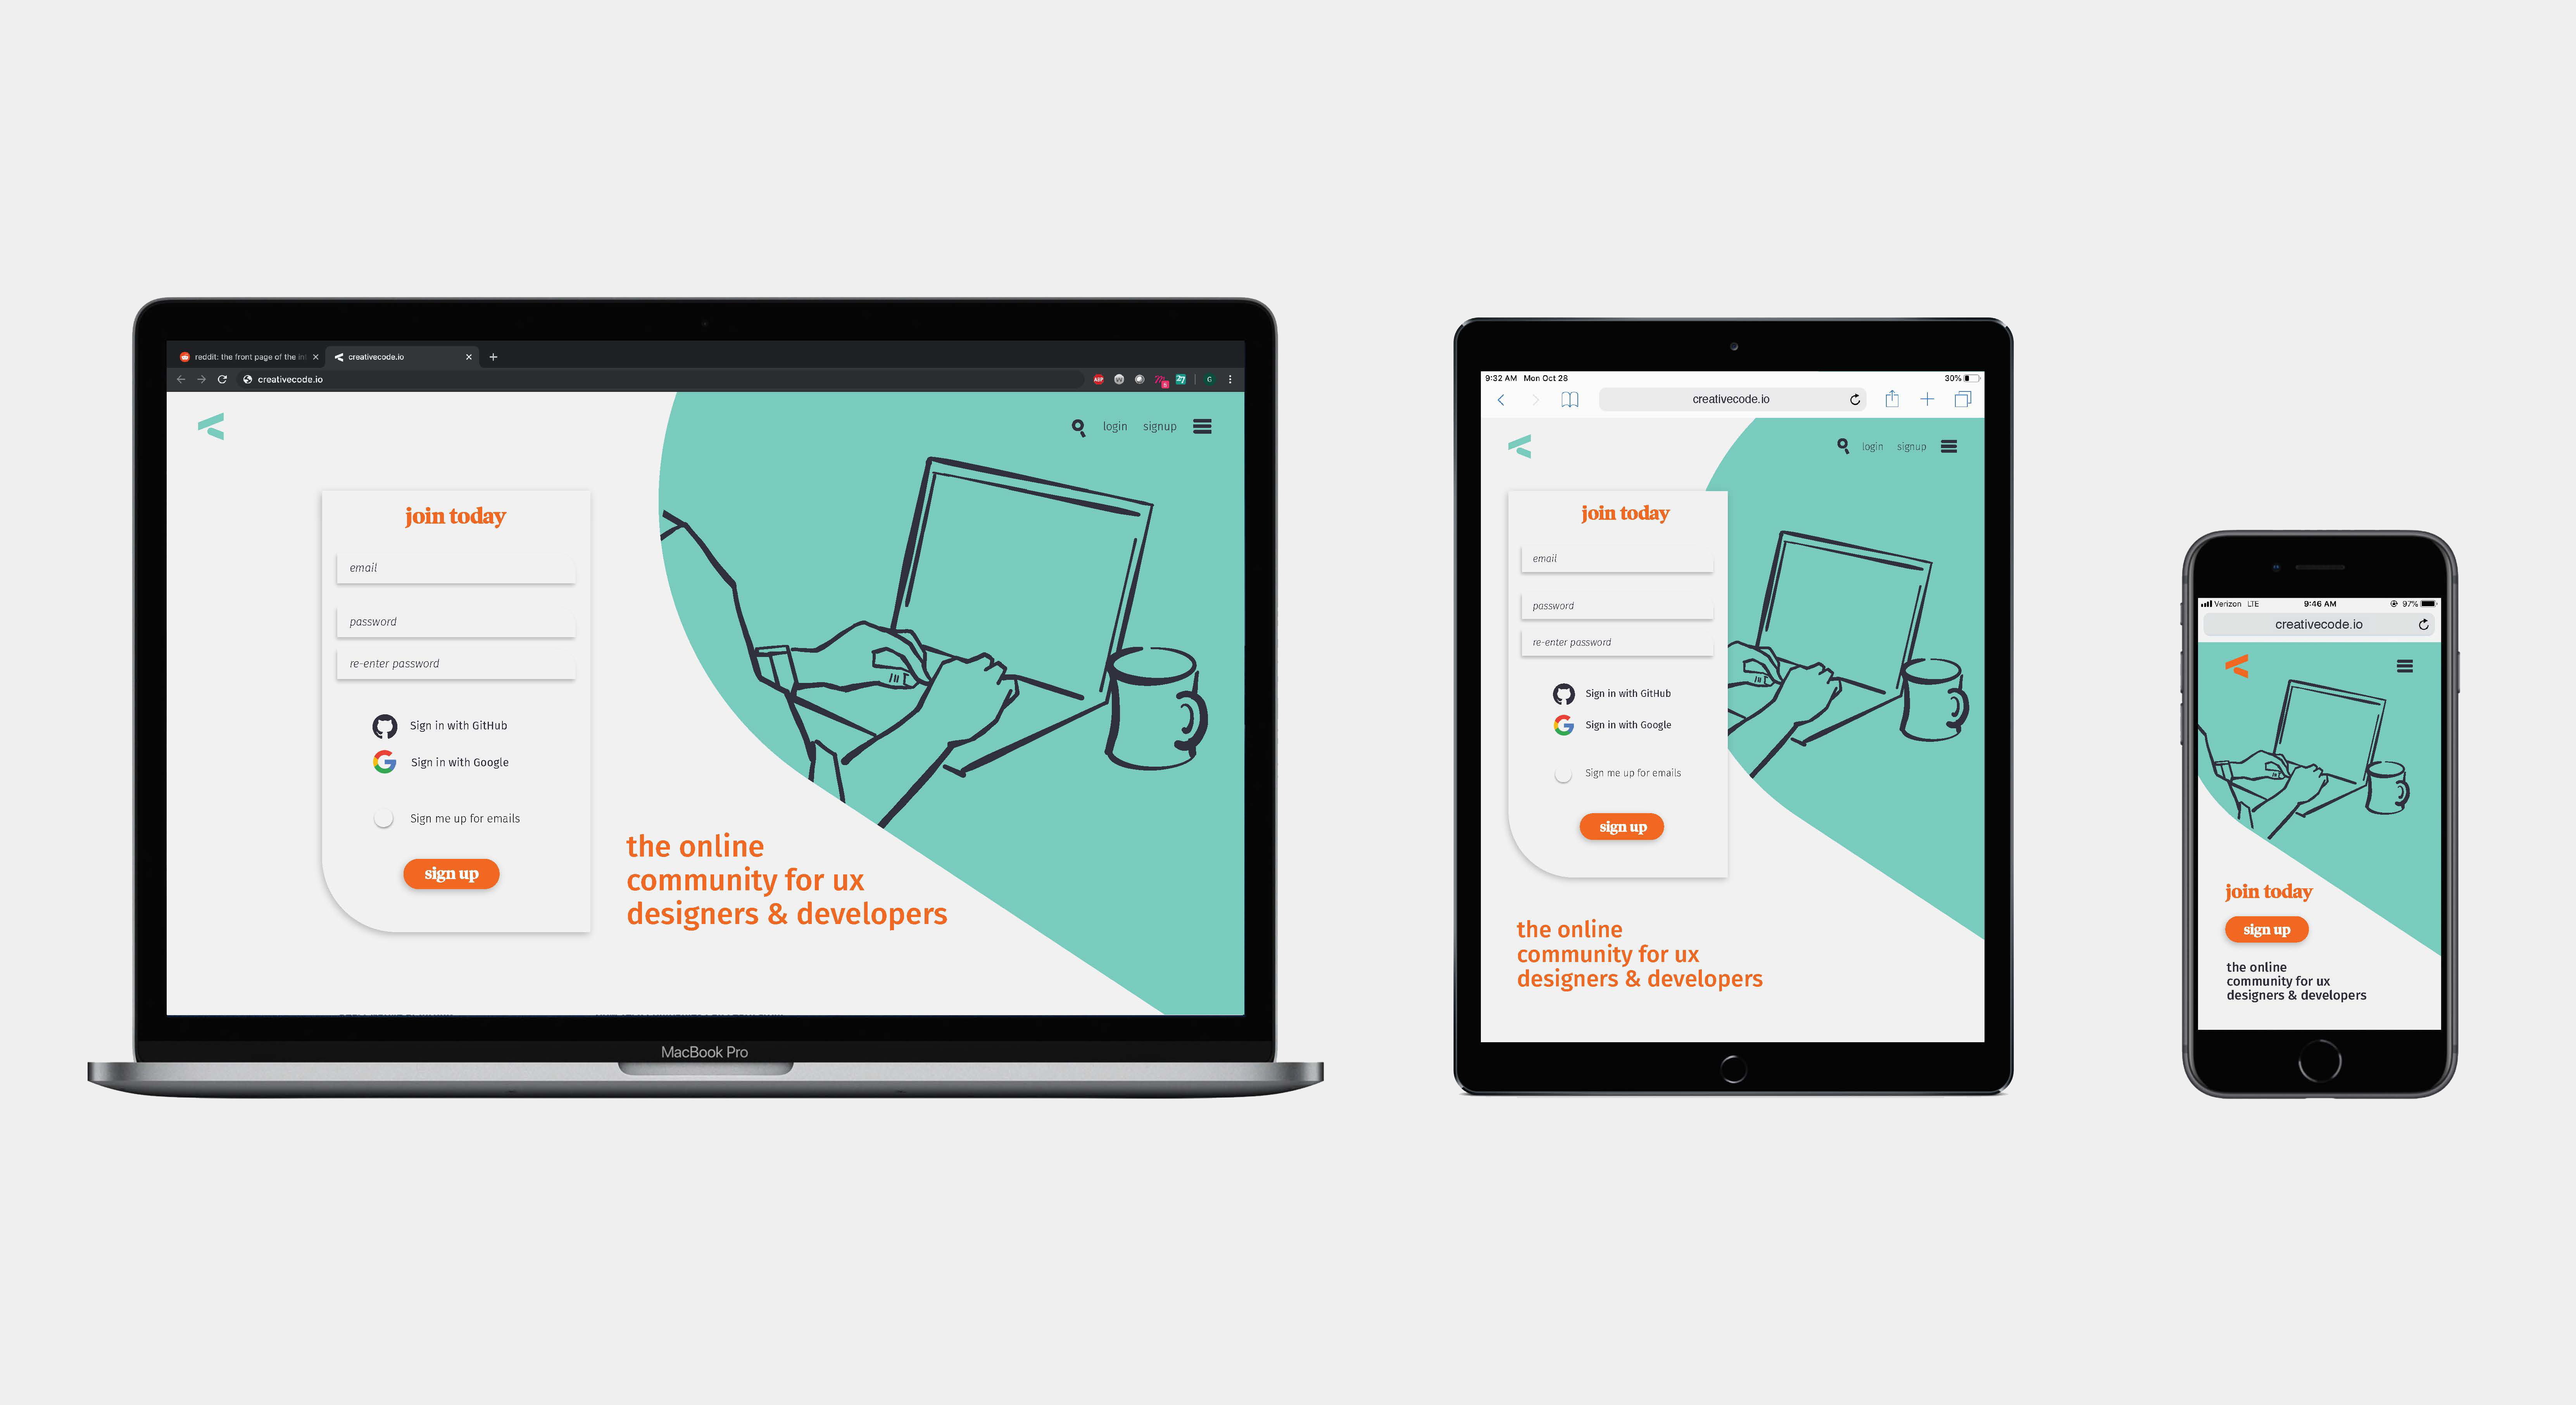 reddit: the front page of the in
creativecode.io
creativecode.io
login signup
join today
email
password
re-enter password
Sign in with GitHub
Sign in with Google
Sign me up for emails
sign up
the online
community for ux
designers & developers
MacBook Pro
9:32 AM Mon Oct 28 30%
creativecode.io
login signup
join today
email
password
re-enter password
Sign in with GitHub
Sign in with Google
Sign me up for emails
sign up
the online
community for ux
designers & developers
Verizon LTE 9:46 AM 97%
creativecode.io
join today
sign up
the online
community for ux
designers & developers